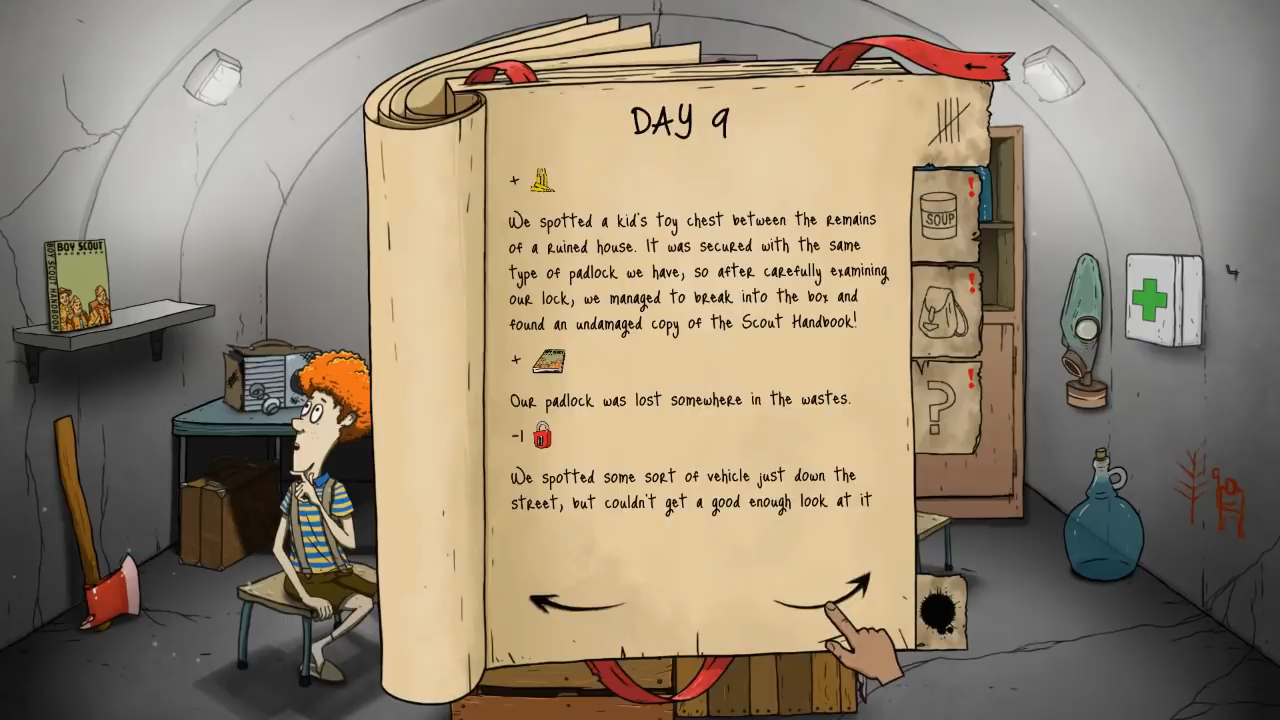 DAY 9
+
We spotted a kid's toy chest between the remains
of a ruined house. It was secured with the same
type of padlock we have, so after carefully examining
our lock, we managed to break into the box and
found an undamaged copy of the Scout Handbook!
+
Our padlock was lost somewhere in the wastes.
-1
We spotted some sort of vehicle just down the
street, but couldn't get a good enough look at it
SOUP
!
!
?
!
BOY SCOUT
BOY SCOUT HANDBOOK